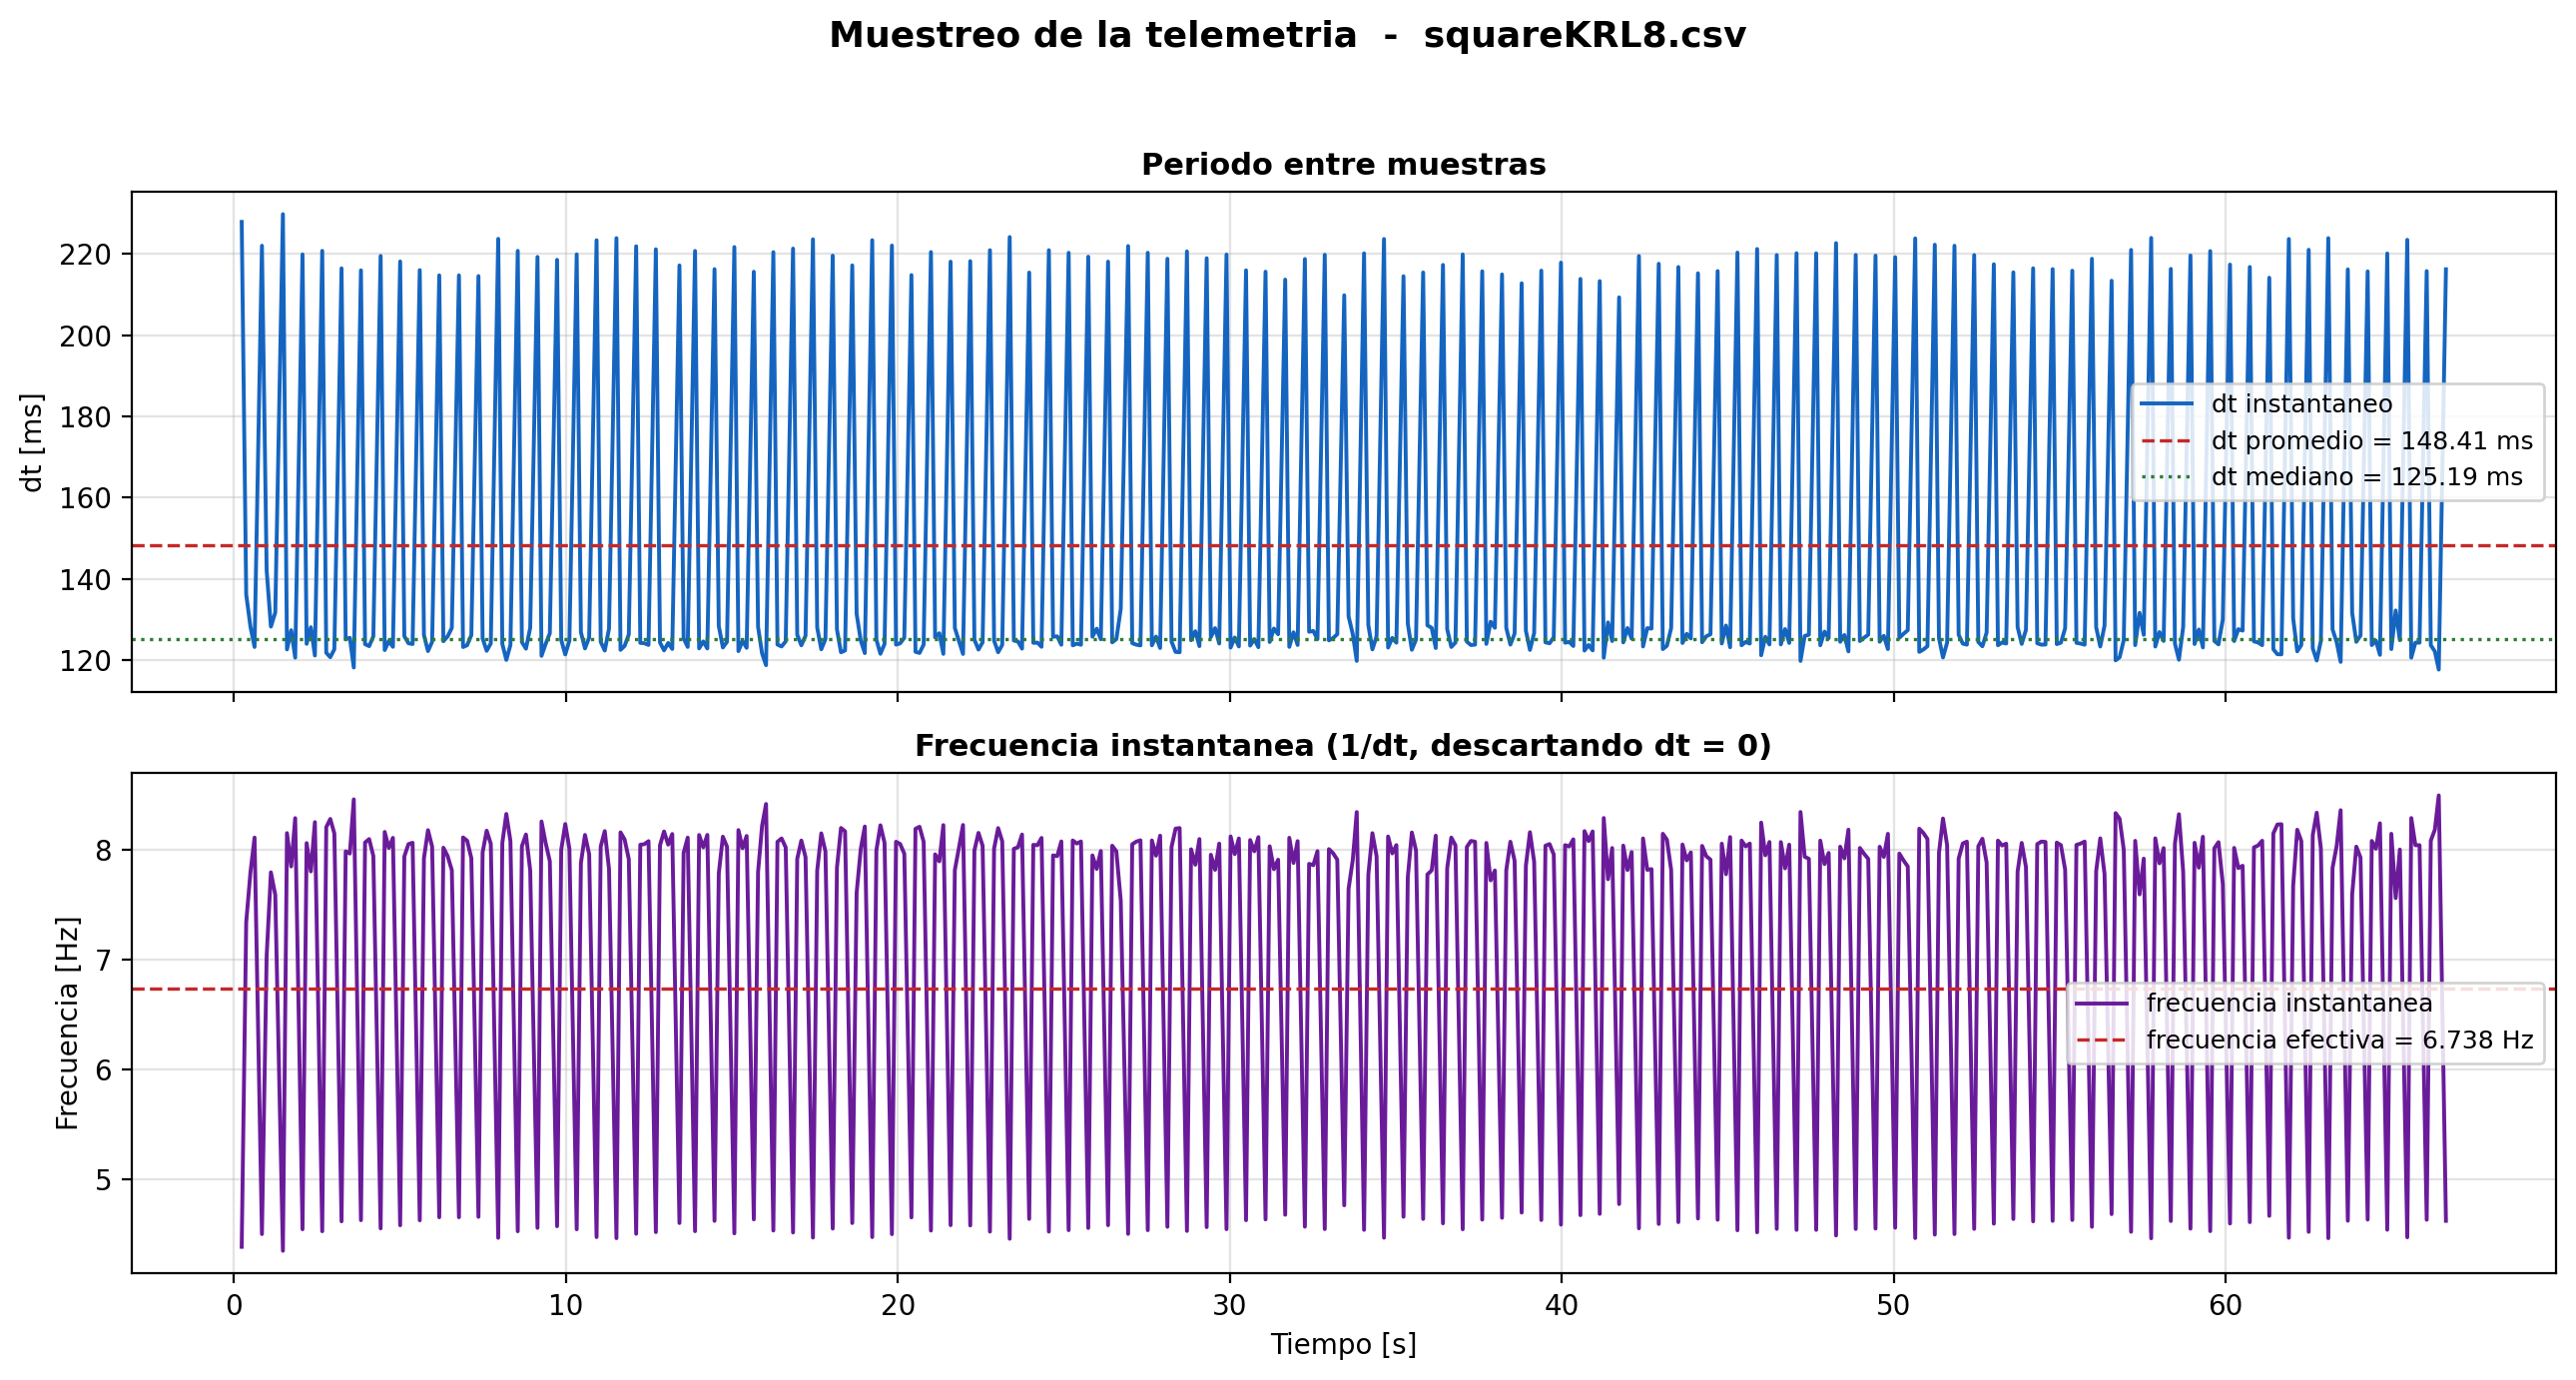 Muestreo de la telemetria - squareKRL8.csv
Periodo entre muestras
dt [ms]
220
200
180
160
140
120
dt instantaneo
dt promedio = 148.41 ms
dt mediano = 125.19 ms
Frecuencia instantanea (1/dt, descartando dt = 0)
Frecuencia [Hz]
8
7
6
5
frecuencia instantanea
frecuencia efectiva = 6.738 Hz
0 10 20 30 40 50 60
Tiempo [s]